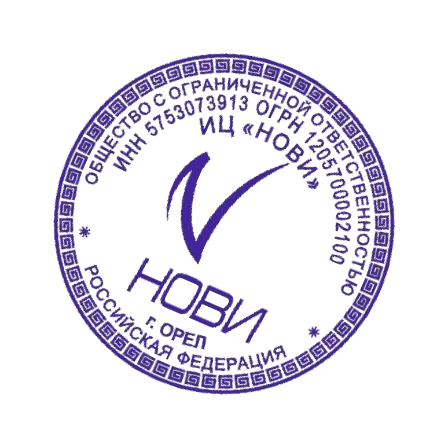 ОБЩЕСТВО С ОГРАНИЧЕННОЙ ОТВЕТСТВЕННОСТЬЮ
ИНН 5753073913 ОГРН 1205700002100
ИЦ «НОВИ»
НОВИ
г. ОРЕЛ
РОССИЙСКАЯ ФЕДЕРАЦИЯ